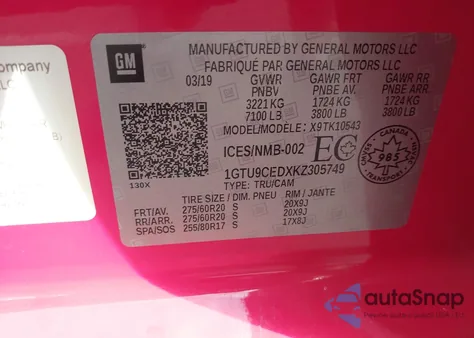 ompany
LC
GM
MANUFACTURED BY GENERAL MOTORS LLC
FABRIQUÉ PAR GENERAL MOTORS LLC
03/19 GVWR GAWR FRT GAWR RR
PNBV PNBE AV. PNBE ARR.
3221 KG 1724 KG 1724 KG
7100 LB 3800 LB 3800 LB
MODEL/MODÈLE: X9TK10543
ICES/NMB-002 EC
CANADA
985
1GTU9CEDXKZ305749
130X
TYPE: TRU/CAM
TIRE SIZE / DIM. PNEU RIM / JANTE
FRT/AV. 275/60R20 S 20X9J
RR/ARR. 275/60R20 S 20X9J
SPA/SOS 255/80R17 S 17X8J
autoSnap